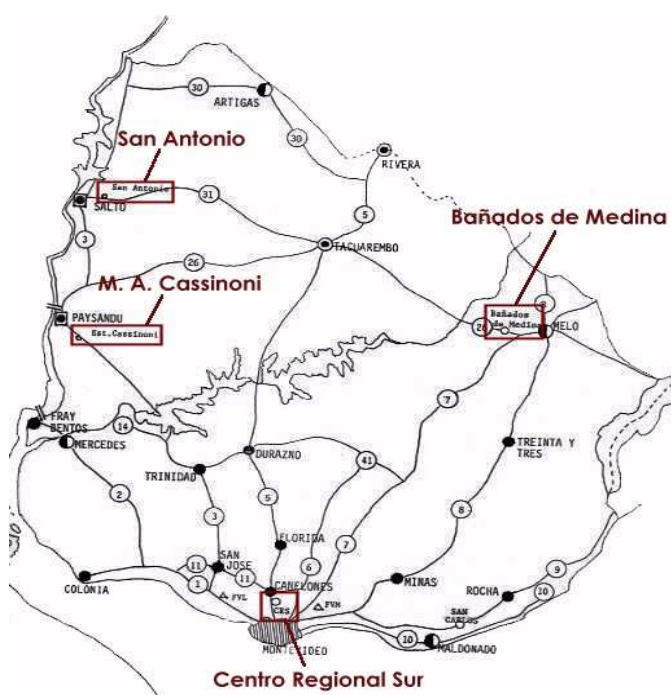 30
ARTIGAS
San Antonio
30
RIVERA
San Antonio
31
SALTO
5
Bañados de Medina
3
TACUAREMBO
26
M. A. Cassinoni
8
Bañados
de Medina
26
MELO
PAYSANDU
Est.Cassinoni
7
FRAY
BENTOS
14
MERCEDES
TREINTA Y
TRES
DURAZNO
41
TRINIDAD
2
3
5
8
FLORIDA
7
SAN
JOSE
11
11
6
COLONIA
1
CANELONES
MINAS
9
ROCHA
10
FVL
CRS
FVM
SAN
CARLOS
10
MALDONADO
MONTEVIDEO
Centro Regional Sur